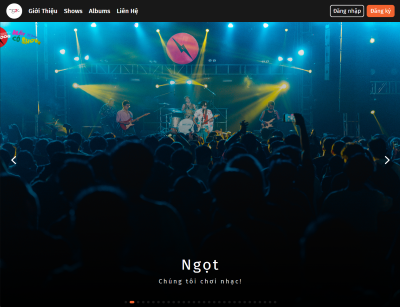 Giới Thiệu Shows Albums Liên Hệ Đăng nhập Đăng ký
Ngọt
Chúng tôi chơi nhạc!